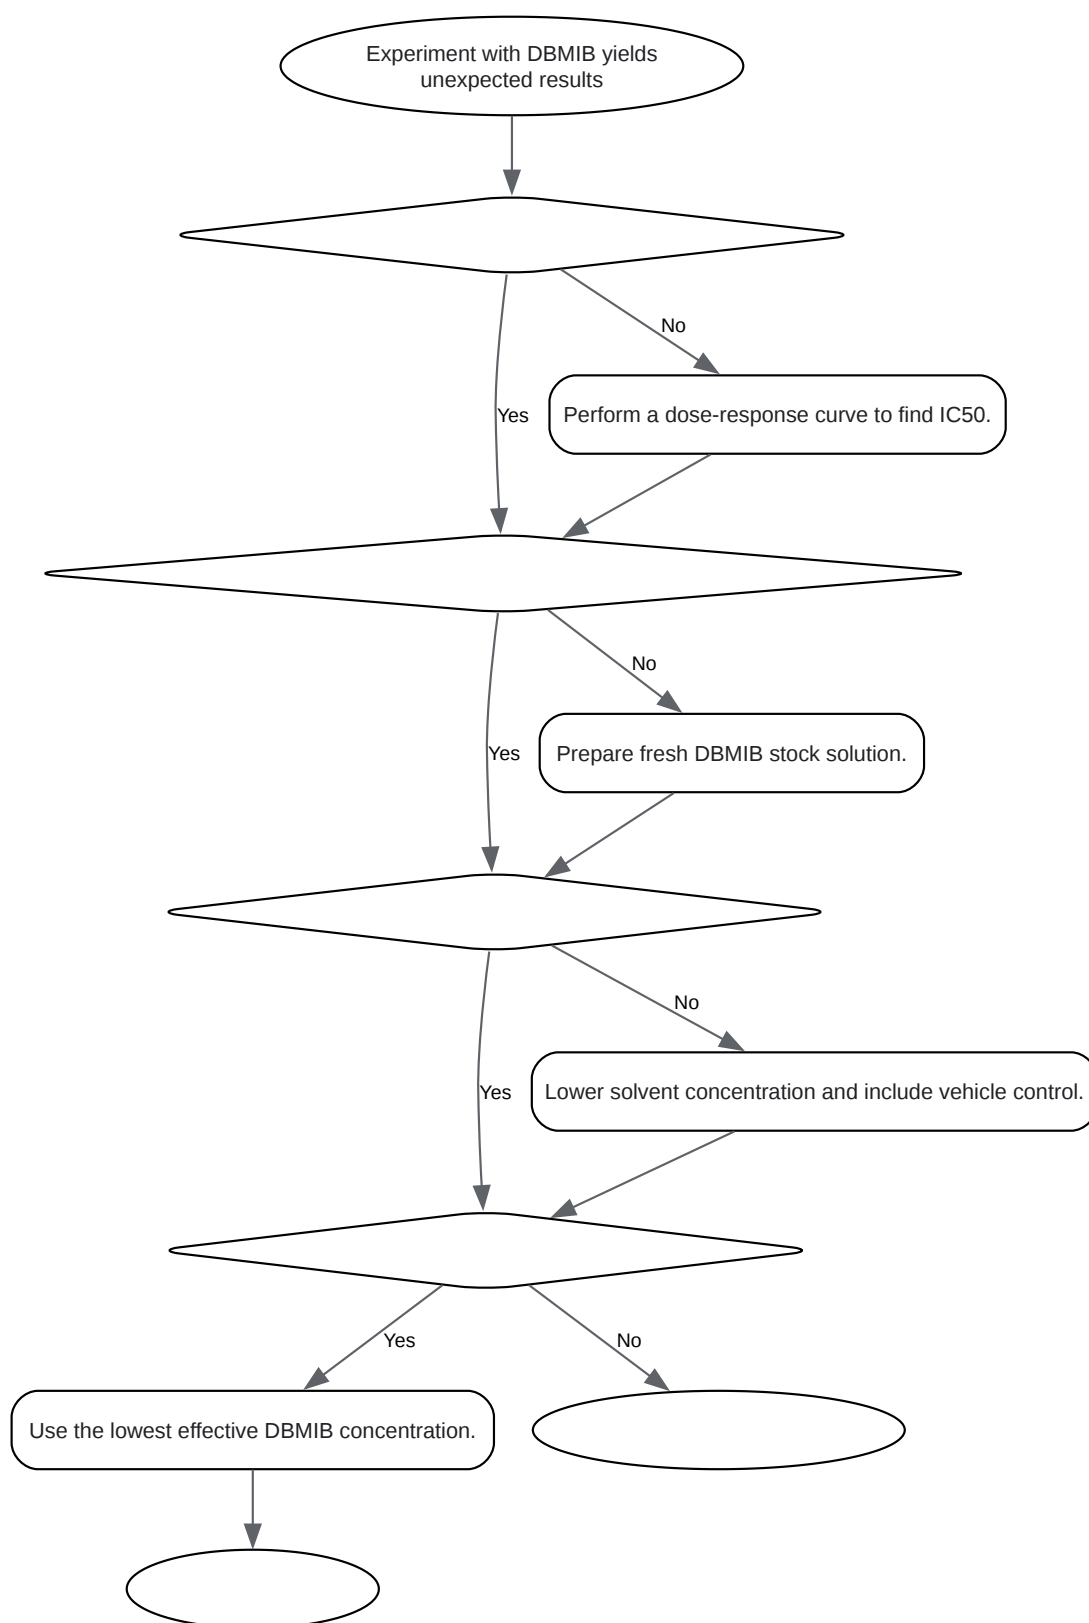 Experiment with DBMIB yields
unexpected results
No
Yes
Perform a dose-response curve to find IC50.
No
Yes
Prepare fresh DBMIB stock solution.
No
Yes
Lower solvent concentration and include vehicle control.
Yes
No
Use the lowest effective DBMIB concentration.